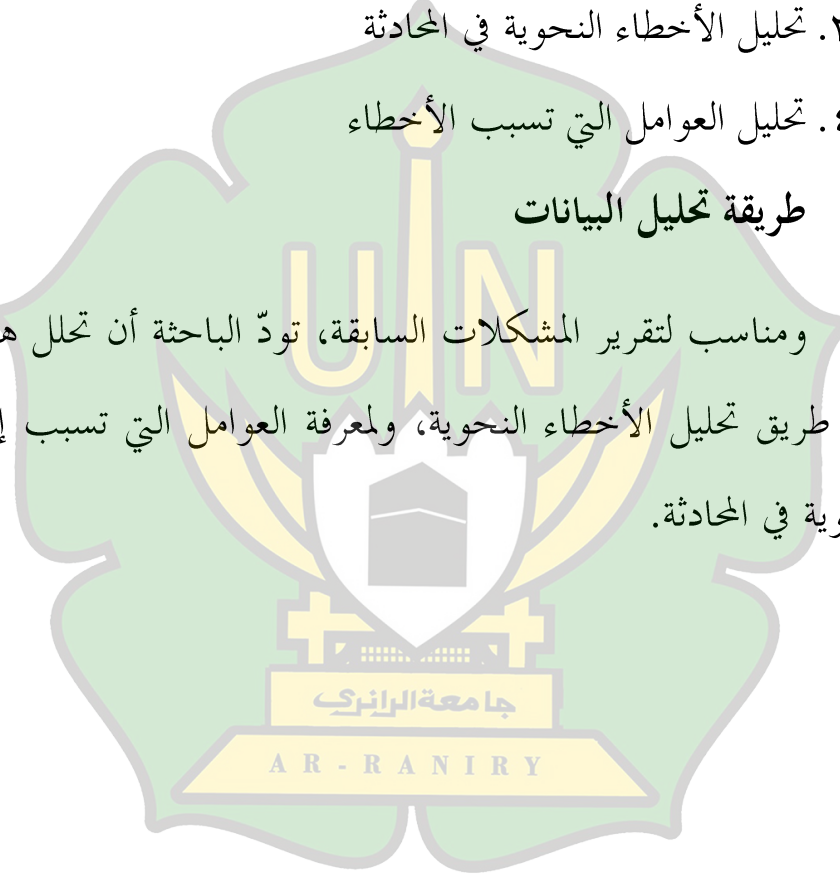 . تحليل الأخطاء النحوية في المحادثة
٤. تحليل العوامل التي تسبب الأخطاء
طريقة تحليل البيانات
UIN
ومناسب لتقرير المشكلات السابقة، تودّ الباحثة أن تحلل
طريق تحليل الأخطاء النحوية، ولمعرفة العوامل التي تسبب
في المحادثة.
جامعة الرانري
AR-RANIRY